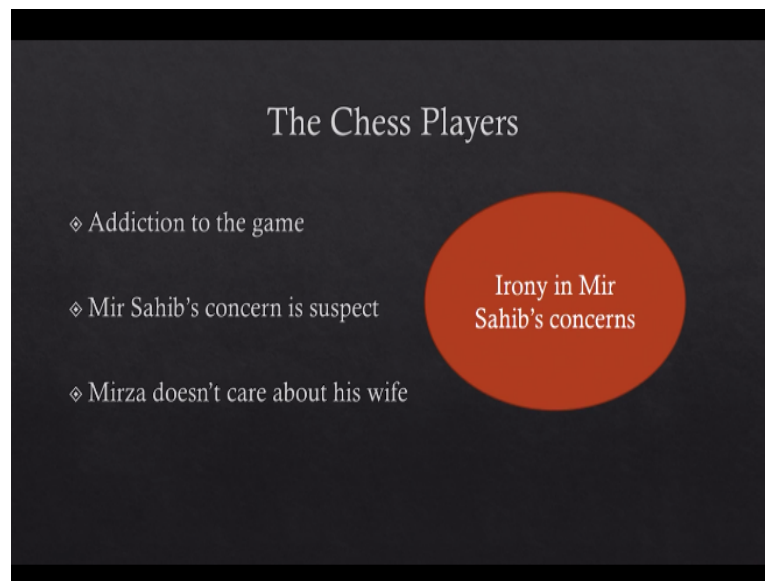 The Chess Players
Addiction to the game
Mir Sahib's concern is suspect
Mirza doesn't care about his wife
Irony in Mir
Sahib's concerns